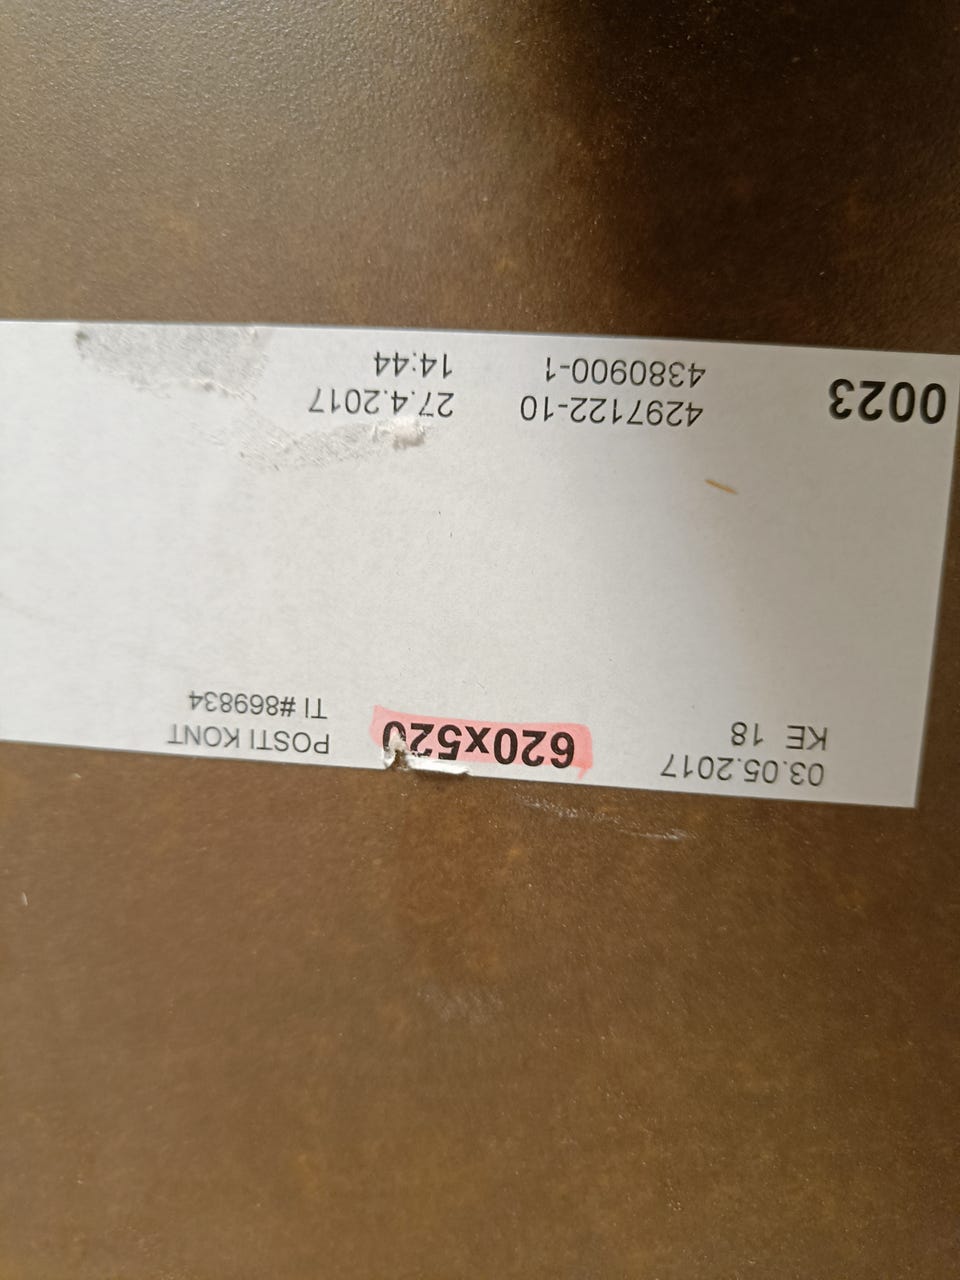 03.05.2017 620x520 POSTI KONT
KE 18 TI #869834
0023 4297122-10 27.4.2017
4380900-1 14:44